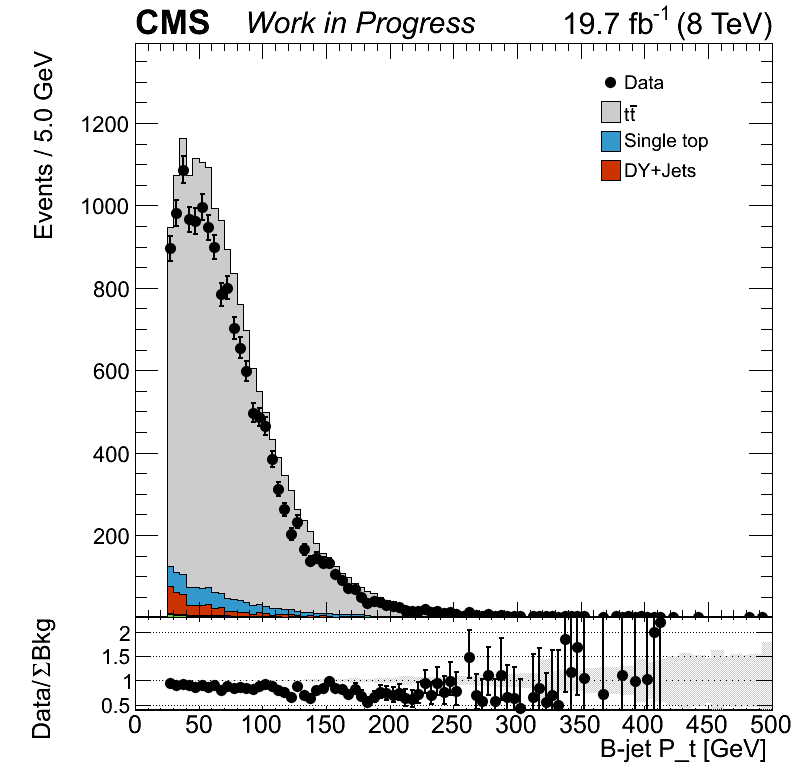 CMS Work in Progress 19.7 fb⁻¹ (8 TeV)
Events / 5.0 GeV
1200
1000
800
600
400
200
Data
tt̄
Single top
DY+Jets
Data/ΣBkg
2
1.5
1
0.5
0 50 100 150 200 250 300 350 400 450 500
B-jet P_t [GeV]